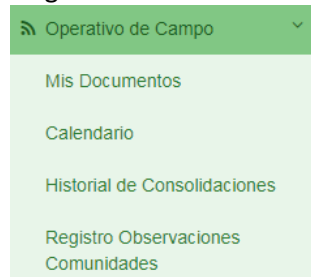 Operativo de Campo
Mis Documentos
Calendario
Historial de Consolidaciones
Registro Observaciones
Comunidades